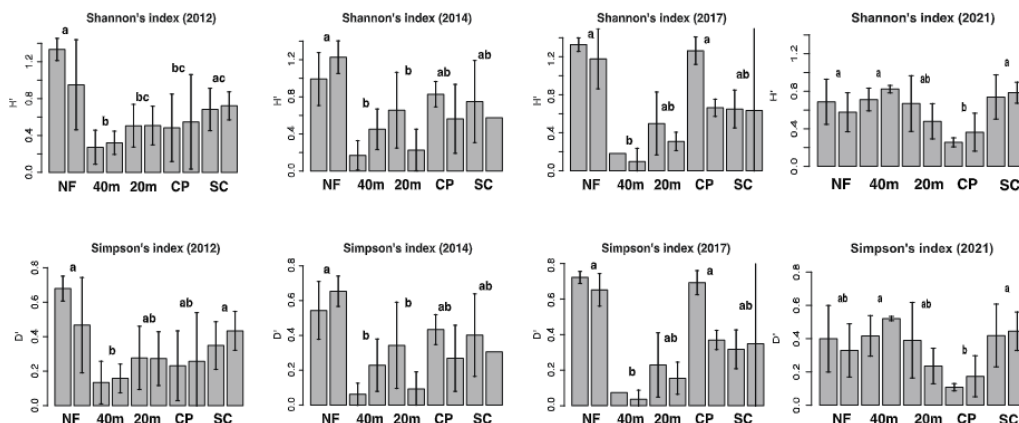 Shannon's index (2012)
H'
0.0 0.4 0.8 1.2
a
b
bc
bc
ac
NF 40m 20m CP SC
Shannon's index (2014)
H'
0.0 0.4 0.8 1.2
a
b
b
ab
ab
NF 40m 20m CP SC
Shannon's index (2017)
H'
0.0 0.4 0.8 1.2
a
b
ab
a
ab
NF 40m 20m CP SC
Shannon's index (2021)
H'
0.0 0.4 0.8 1.2
a
a
ab
b
a
NF 40m 20m CP SC
Simpson's index (2012)
D'
0.0 0.2 0.4 0.6 0.8
a
b
ab
ab
a
NF 40m 20m CP SC
Simpson's index (2014)
D'
0.0 0.2 0.4 0.6 0.8
a
b
b
ab
ab
NF 40m 20m CP SC
Simpson's index (2017)
D'
0.0 0.2 0.4 0.6 0.8
a
b
ab
a
ab
NF 40m 20m CP SC
Simpson's index (2021)
D'
0.0 0.2 0.4 0.6 0.8
ab
a
ab
b
a
NF 40m 20m CP SC